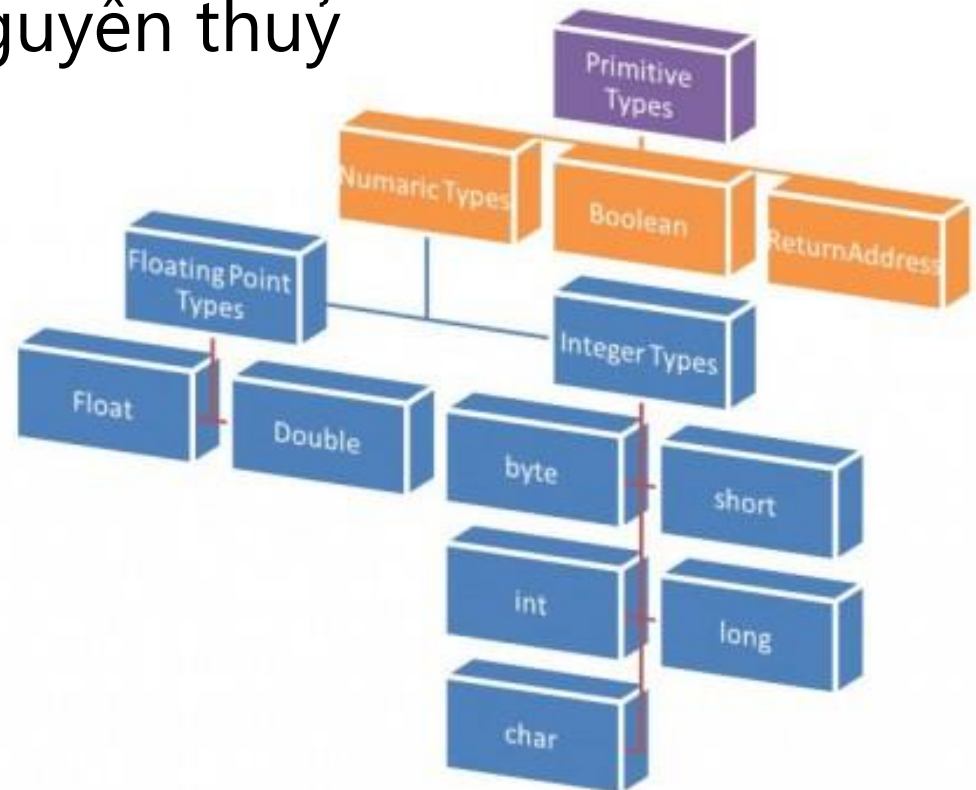 guyên thuỷ
Primitive
Types
Numaric Types
Boolean
ReturnAddress
Floating Point
Types
Integer Types
Float
Double
byte
short
int
long
char